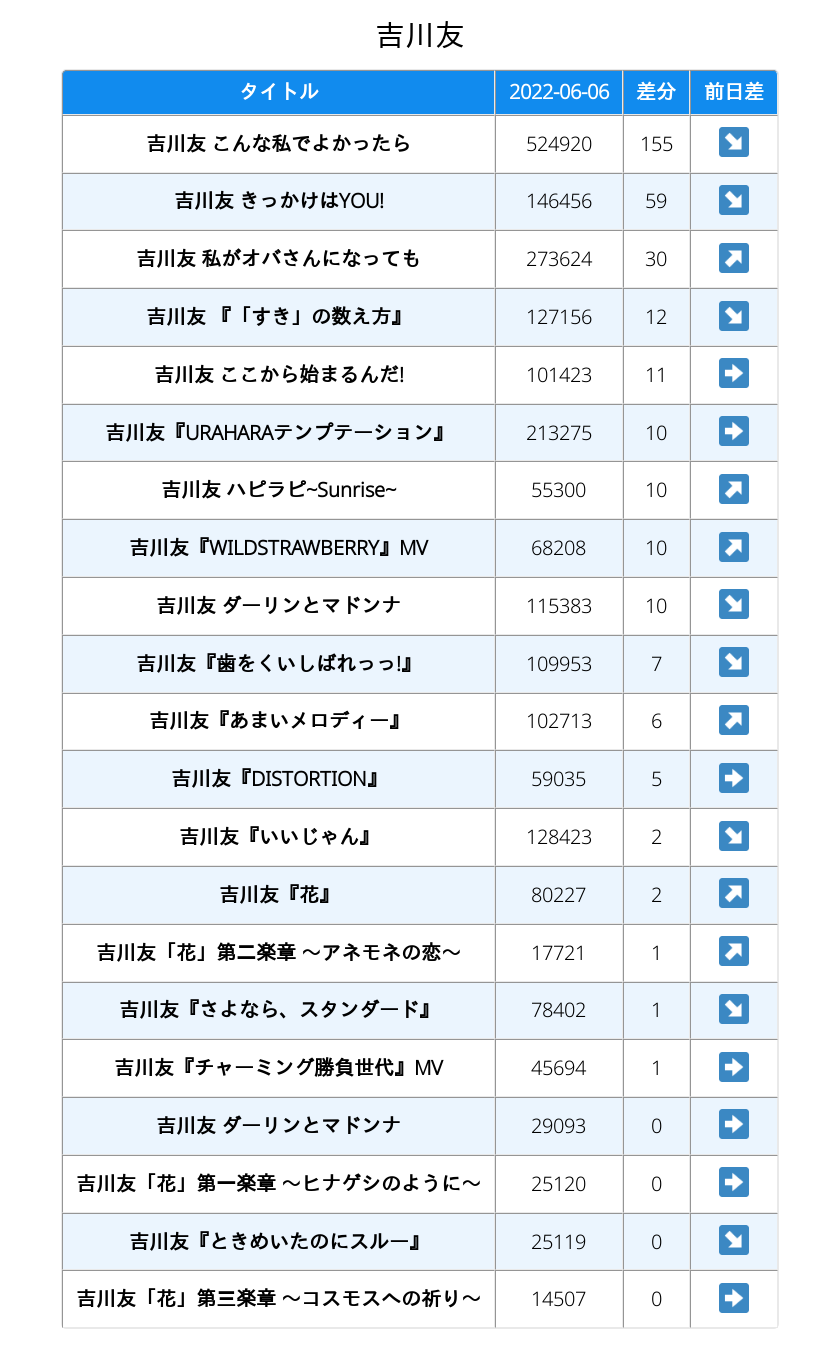 吉川友
タイトル 2022-06-06 差分 前日差
吉川友 こんな私でよかったら 524920 155
吉川友 きっかけはYOU! 146456 59
吉川友 私がオバさんになっても 273624 30
吉川友 『「すき」の数え方』 127156 12
吉川友 ここから始まるんだ! 101423 11
吉川友『URAHARAテンプテーション』 213275 10
吉川友 ハピラピ~Sunrise~ 55300 10
吉川友『WILDSTRAWBERRY』MV 68208 10
吉川友 ダーリンとマドンナ 115383 10
吉川友『歯をくいしばれっっ!』 109953 7
吉川友『あまいメロディー』 102713 6
吉川友『DISTORTION』 59035 5
吉川友『いいじゃん』 128423 2
吉川友『花』 80227 2
吉川友「花」第二楽章 〜アネモネの恋〜 17721 1
吉川友『さよなら、スタンダード』 78402 1
吉川友『チャーミング勝負世代』MV 45694 1
吉川友 ダーリンとマドンナ 29093 0
吉川友「花」第一楽章 〜ヒナゲシのように〜 25120 0
吉川友『ときめいたのにスルー』 25119 0
吉川友「花」第三楽章 〜コスモスへの祈り〜 14507 0